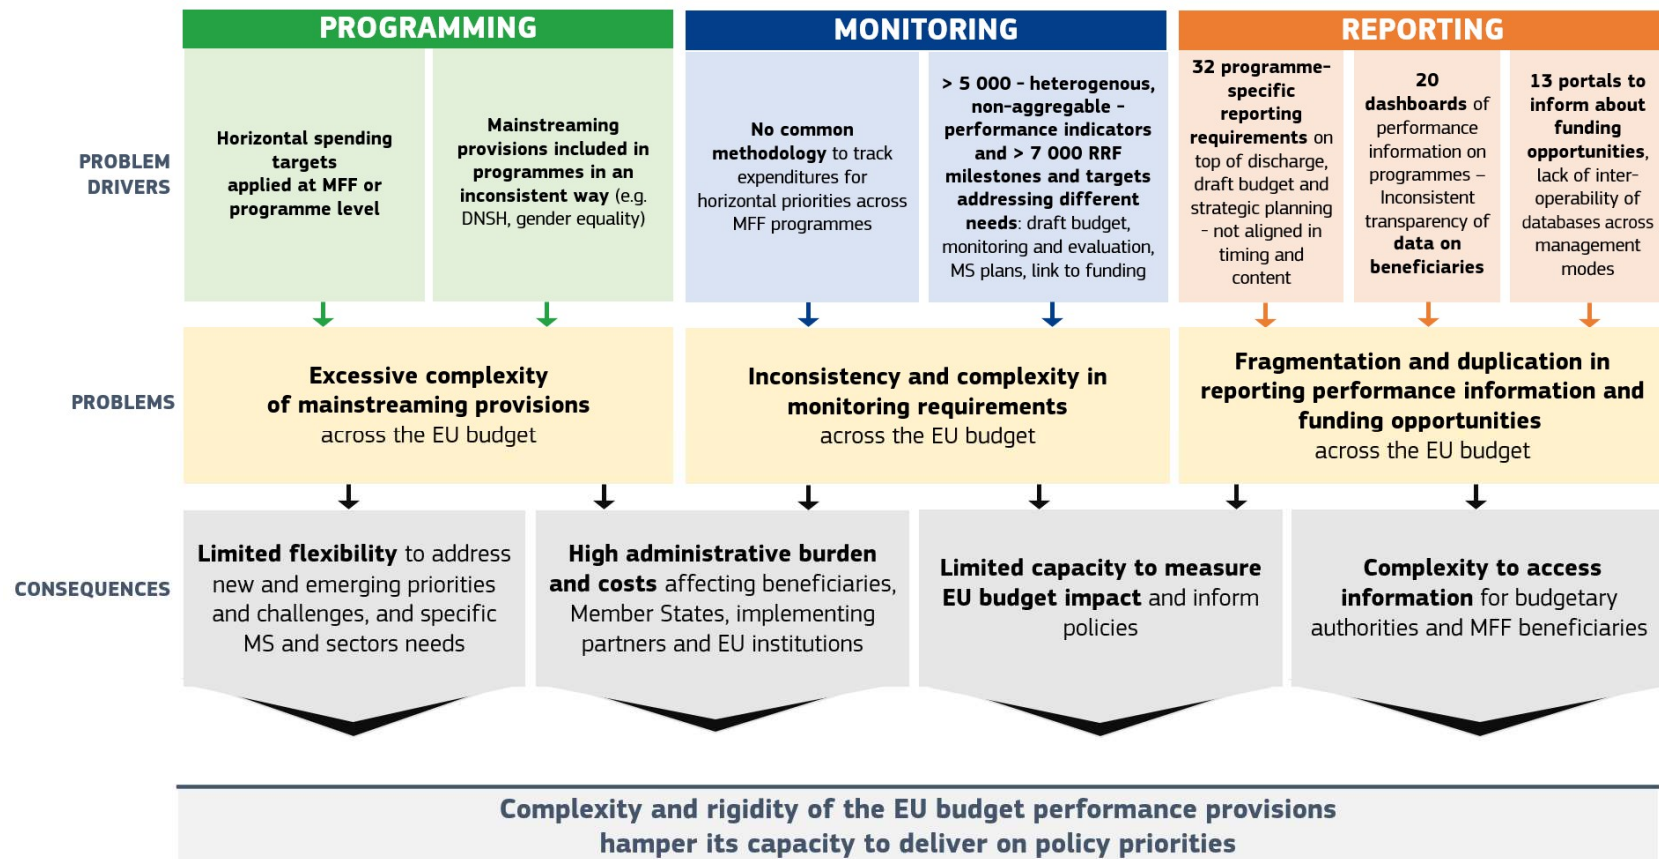 PROGRAMMING
MONITORING
REPORTING
PROBLEM
DRIVERS
Horizontal spending
targets
applied at MFF or
programme level
Mainstreaming
provisions included in
programmes in an
inconsistent way (e.g.
DNSH, gender equality)
No common
methodology to track
expenditures for
horizontal priorities across
MFF programmes
> 5 000 - heterogenous,
non-aggregable -
performance indicators
and > 7 000 RRF
milestones and targets
addressing different
needs: draft budget,
monitoring and evaluation,
MS plans, link to funding
32 programme-
specific
reporting
requirements on
top of discharge,
draft budget and
strategic planning
- not aligned in
timing and
content
20
dashboards of
performance
information on
programmes –
Inconsistent
transparency of
data on
beneficiaries
13 portals to
inform about
funding
opportunities,
lack of inter-
operability of
databases across
management
modes
PROBLEMS
Excessive complexity
of mainstreaming provisions
across the EU budget
Inconsistency and complexity in
monitoring requirements
across the EU budget
Fragmentation and duplication in
reporting performance information and
funding opportunities
across the EU budget
CONSEQUENCES
Limited flexibility to address
new and emerging priorities
and challenges, and specific
MS and sectors needs
High administrative burden
and costs affecting beneficiaries,
Member States, implementing
partners and EU institutions
Limited capacity to measure
EU budget impact and inform
policies
Complexity to access
information for budgetary
authorities and MFF beneficiaries
Complexity and rigidity of the EU budget performance provisions
hamper its capacity to deliver on policy priorities